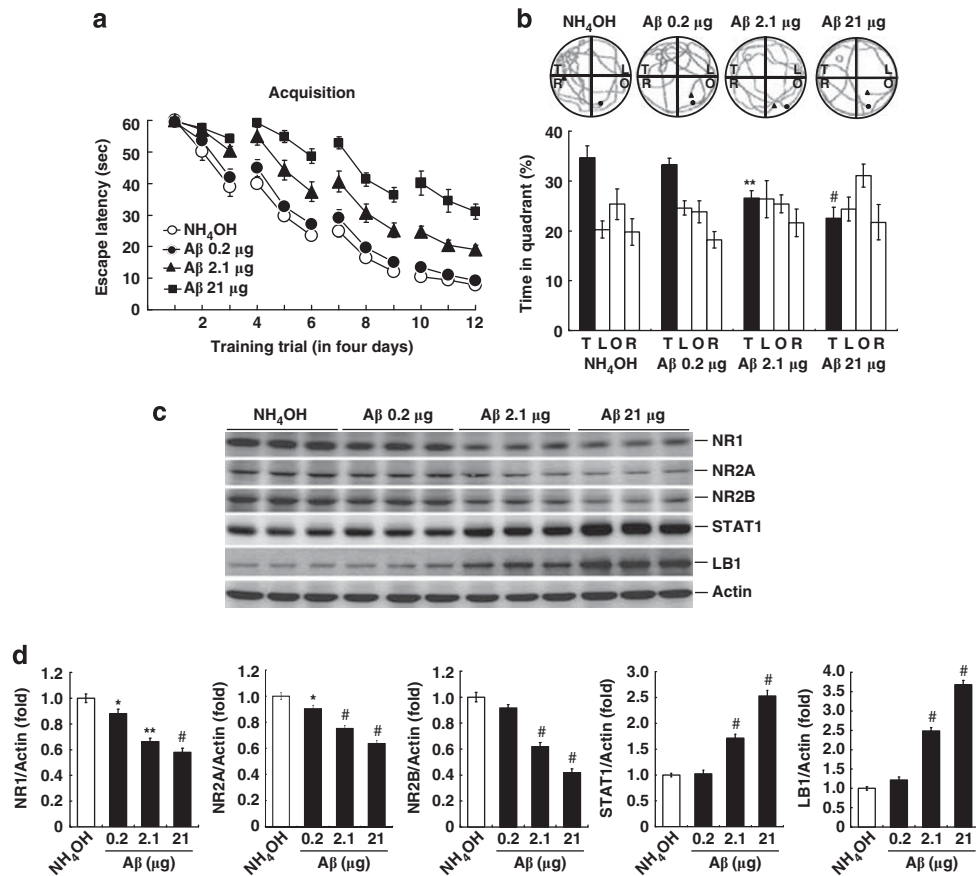 a
Acquisition
Escape latency (sec)
60
50
40
30
20
10
0
NH4OH
Aβ 0.2 µg
Aβ 2.1 µg
Aβ 21 µg
2 4 6 8 10 12
Training trial (in four days)
b
NH4OH Aβ 0.2 µg Aβ 2.1 µg Aβ 21 µg
T L T L T L T L
R O R O R O R O
Time in quadrant (%)
40
30
20
10
0
** #
T L O R T L O R T L O R T L O R
NH4OH Aβ 0.2 µg Aβ 2.1 µg Aβ 21 µg
c
NH4OH Aβ 0.2 µg Aβ 2.1 µg Aβ 21 µg
NR1
NR2A
NR2B
STAT1
LB1
Actin
d
NR1/Actin (fold)
1.2
1.0
0.8
0.6
0.4
0.2
0
* ** #
NH4OH 0.2 2.1 21
Aβ (µg)
NR2A/Actin (fold)
1.2
1.0
0.8
0.6
0.4
0.2
0
* # #
NH4OH 0.2 2.1 21
Aβ (µg)
NR2B/Actin (fold)
1.2
1.0
0.8
0.6
0.4
0.2
0
# #
NH4OH 0.2 2.1 21
Aβ (µg)
STAT1/Actin (fold)
3.0
2.5
2.0
1.5
1.0
0.5
0
# #
NH4OH 0.2 2.1 21
Aβ (µg)
LB1/Actin (fold)
4.0
3.5
3.0
2.5
2.0
1.5
1.0
0.5
0
# #
NH4OH 0.2 2.1 21
Aβ (µg)